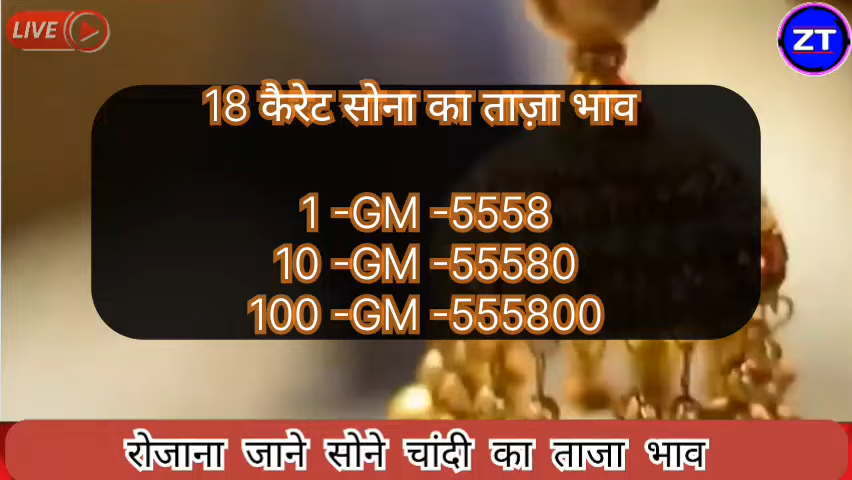 LIVE
ZT
18 कैरेट सोना का ताज़ा भाव
1 -GM -5558
10 -GM -55580
100 -GM -555800
रोजाना जाने सोने चांदी का ताजा भाव